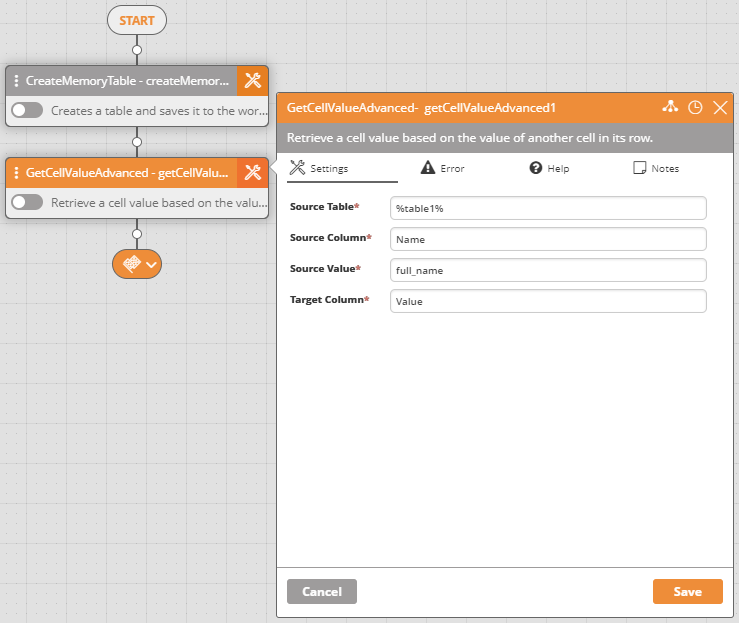 START
CreateMemoryTable - createMemor...
Creates a table and saves it to the wor...
GetCellValueAdvanced - getCellValu...
Retrieve a cell value based on the valu...
GetCellValueAdvanced- getCellValueAdvanced1
Retrieve a cell value based on the value of another cell in its row.
Settings Error Help Notes
Source Table* %table1%
Source Column* Name
Source Value* full_name
Target Column* Value
Cancel Save